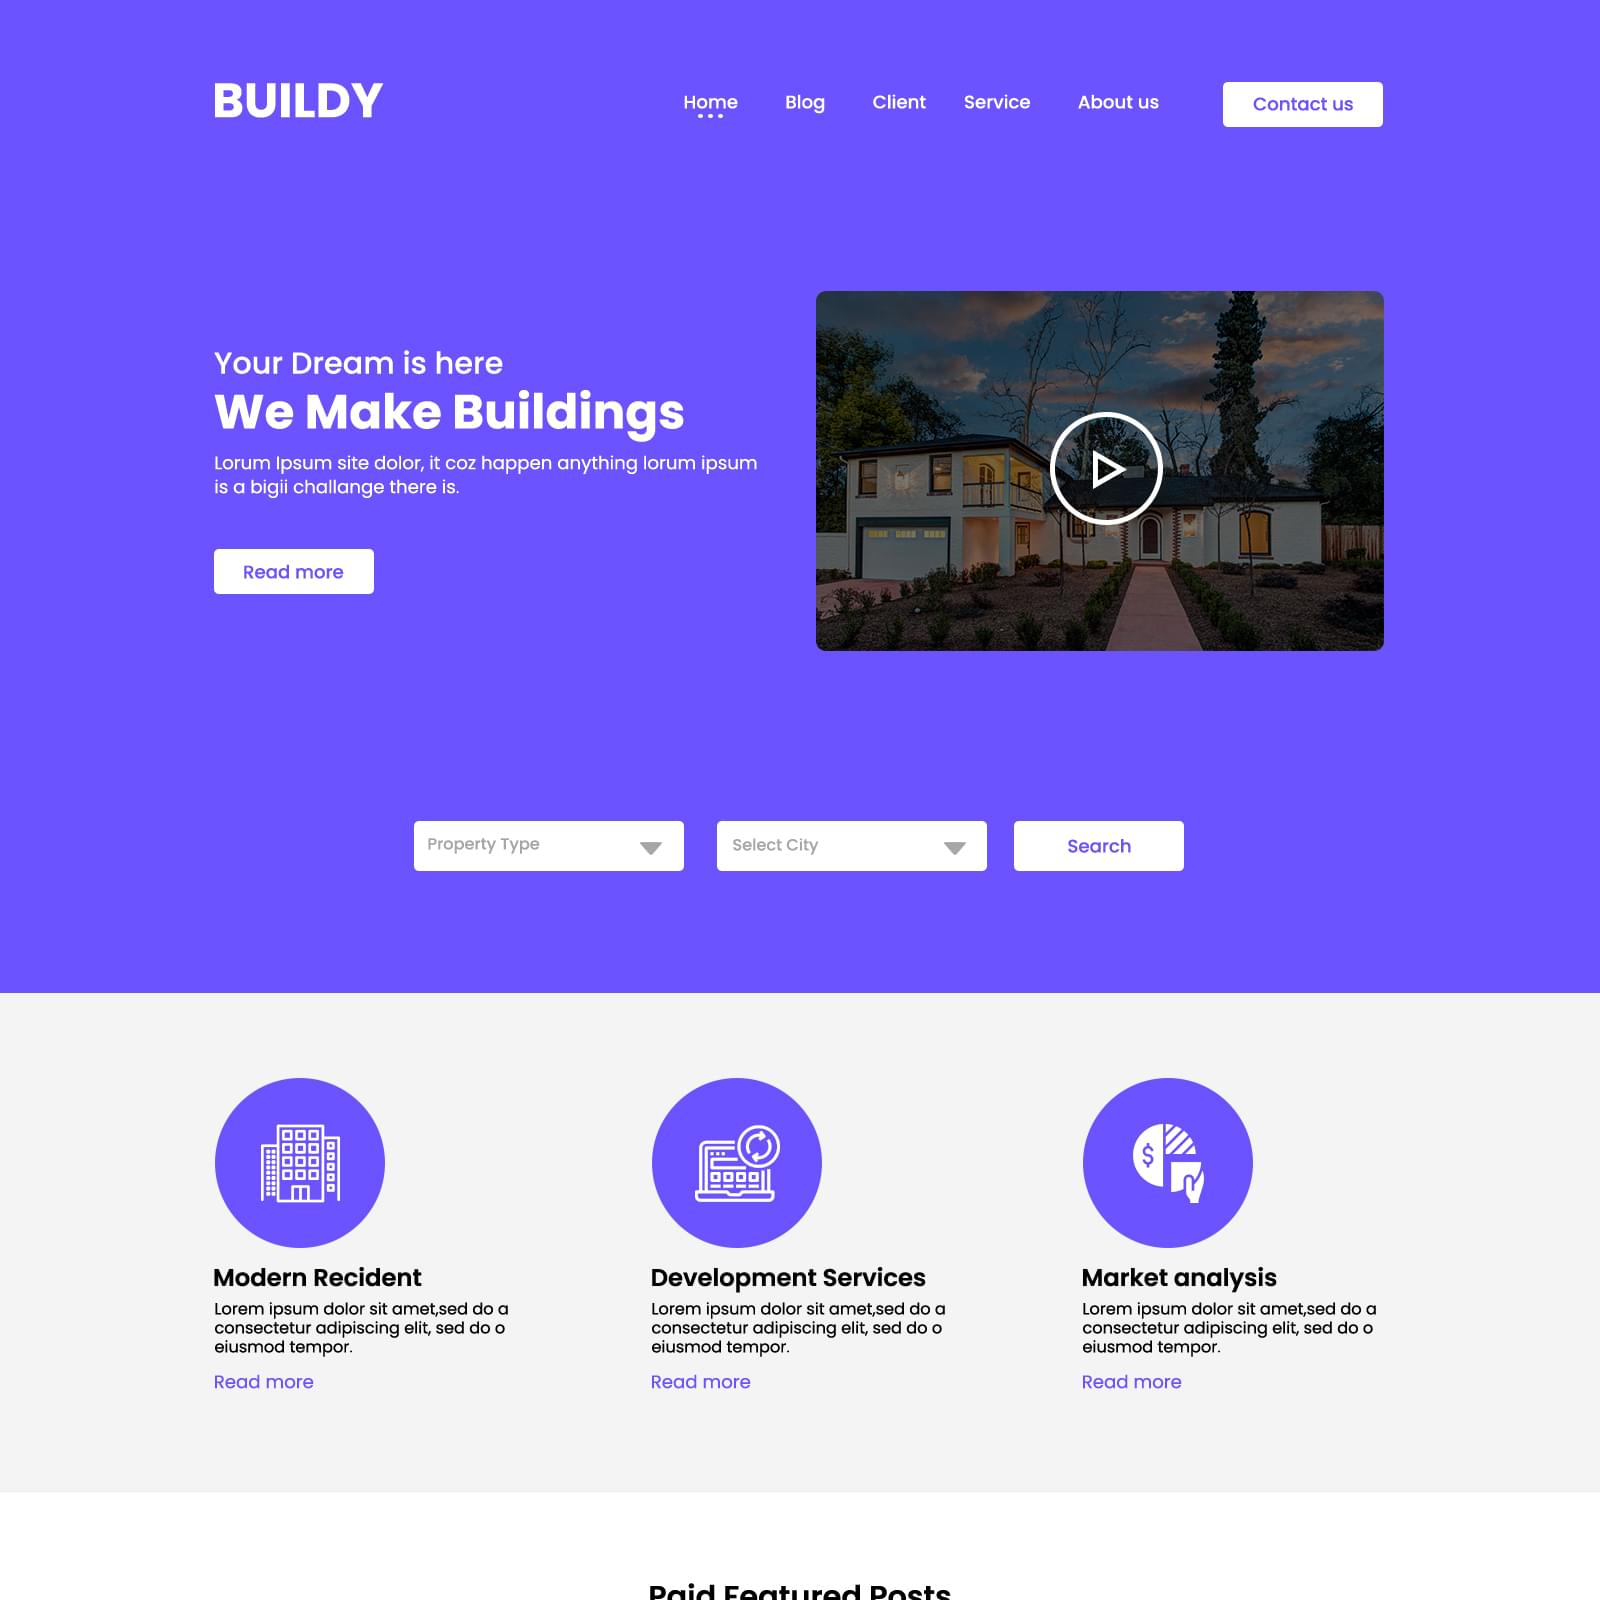 BUILDY
Home
Blog
Client
Service
About us
Contact us
Your Dream is here
We Make Buildings
Lorum Ipsum site dolor, it coz happen anything lorum ipsum
is a bigii challange there is.
Read more
Property Type
Select City
Search
$
Modern Recident
Lorem ipsum dolor sit amet,sed do a
consectetur adipiscing elit, sed do o
eiusmod tempor.
Read more
Development Services
Lorem ipsum dolor sit amet,sed do a
consectetur adipiscing elit, sed do o
eiusmod tempor.
Read more
Market analysis
Lorem ipsum dolor sit amet,sed do a
consectetur adipiscing elit, sed do o
eiusmod tempor.
Read more
Paid Featured Posts